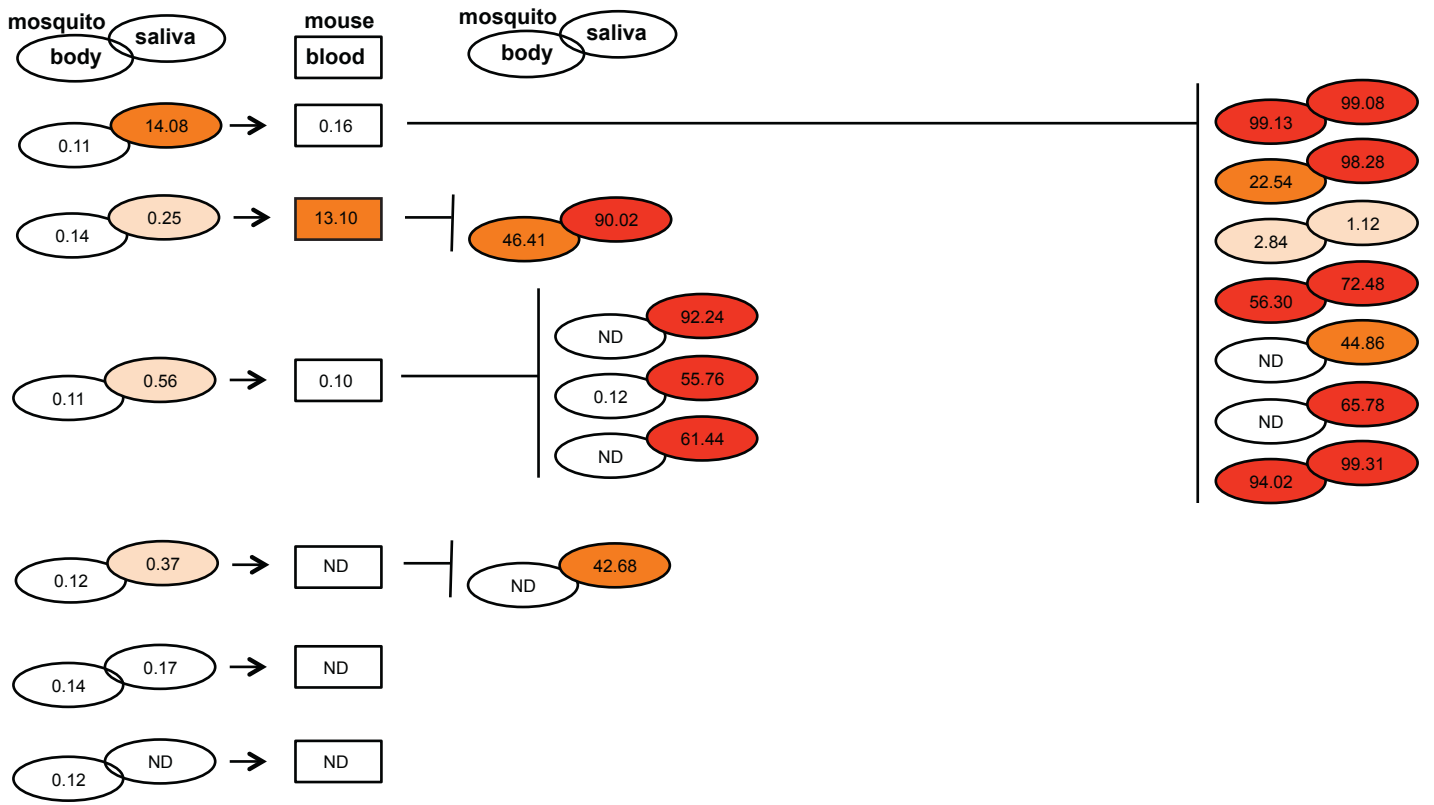 mosquito
saliva
body
mouse
blood
mosquito
saliva
body
0.11
14.08
0.16
99.13
99.08
22.54
98.28
2.84
1.12
56.30
72.48
ND
44.86
ND
65.78
94.02
99.31
0.14
0.25
13.10
46.41
90.02
0.11
0.56
0.10
ND
92.24
0.12
55.76
ND
61.44
0.12
0.37
ND
ND
42.68
0.14
0.17
ND
0.12
ND
ND